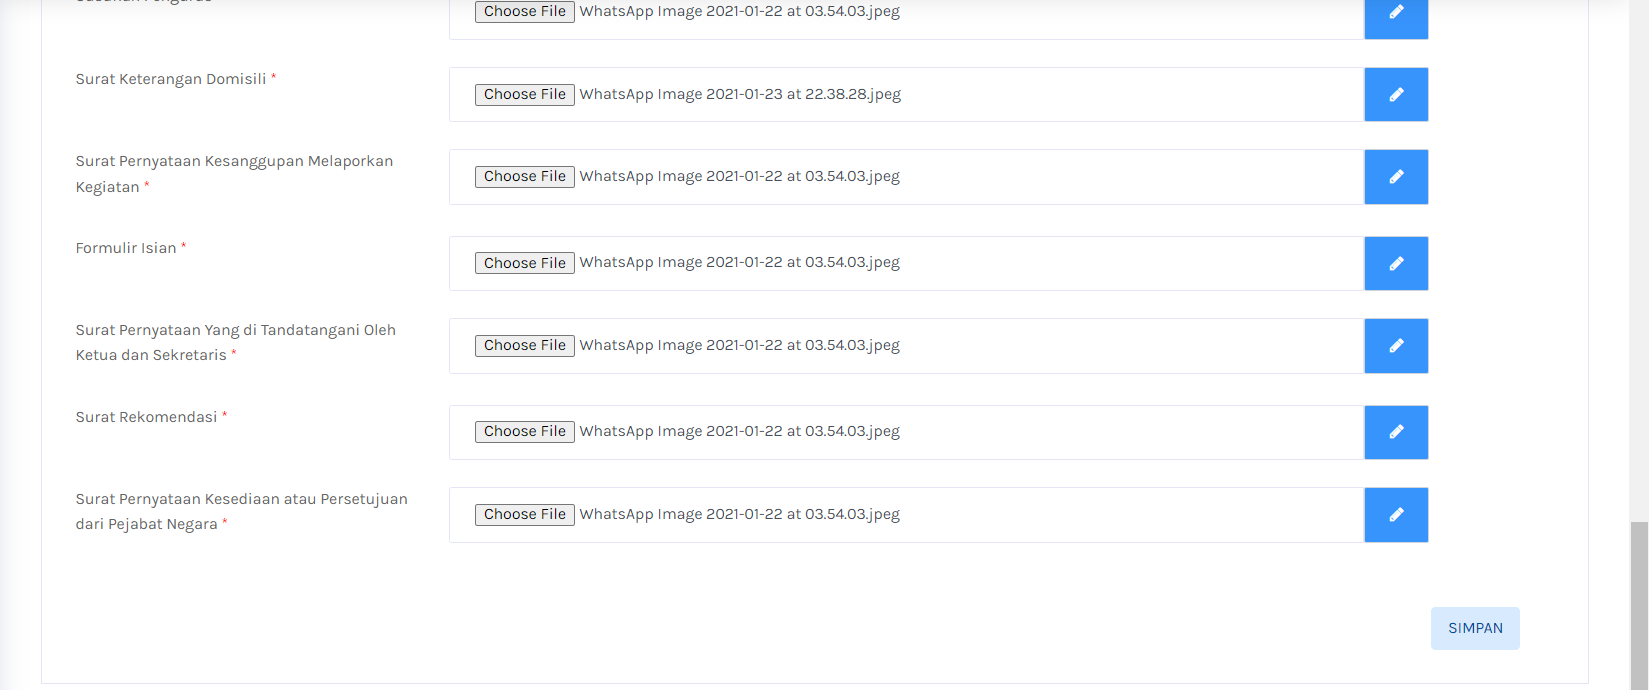 Choose File WhatsApp Image 2021-01-22 at 03.54.03.jpeg
Surat Keterangan Domisili *
Choose File WhatsApp Image 2021-01-23 at 22.38.28.jpeg
Surat Pernyataan Kesanggupan Melaporkan
Kegiatan *
Choose File WhatsApp Image 2021-01-22 at 03.54.03.jpeg
Formulir Isian *
Choose File WhatsApp Image 2021-01-22 at 03.54.03.jpeg
Surat Pernyataan Yang di Tandatangani Oleh
Ketua dan Sekretaris *
Choose File WhatsApp Image 2021-01-22 at 03.54.03.jpeg
Surat Rekomendasi *
Choose File WhatsApp Image 2021-01-22 at 03.54.03.jpeg
Surat Pernyataan Kesediaan atau Persetujuan
dari Pejabat Negara *
Choose File WhatsApp Image 2021-01-22 at 03.54.03.jpeg
SIMPAN